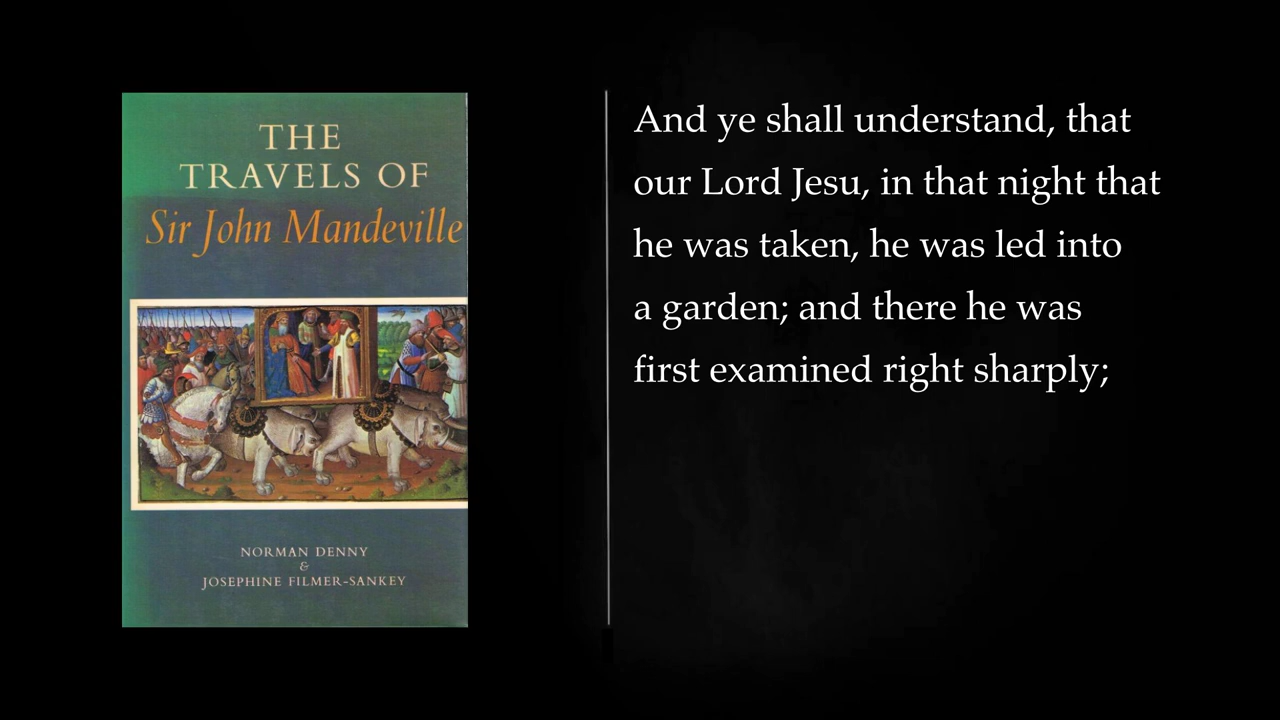 THE
TRAVELS OF
Sir John Mandeville
NORMAN DENNY
&
JOSEPHINE FILMER-SANKEY
And ye shall understand, that
our Lord Jesu, in that night that
he was taken, he was led into
a garden; and there he was
first examined right sharply;